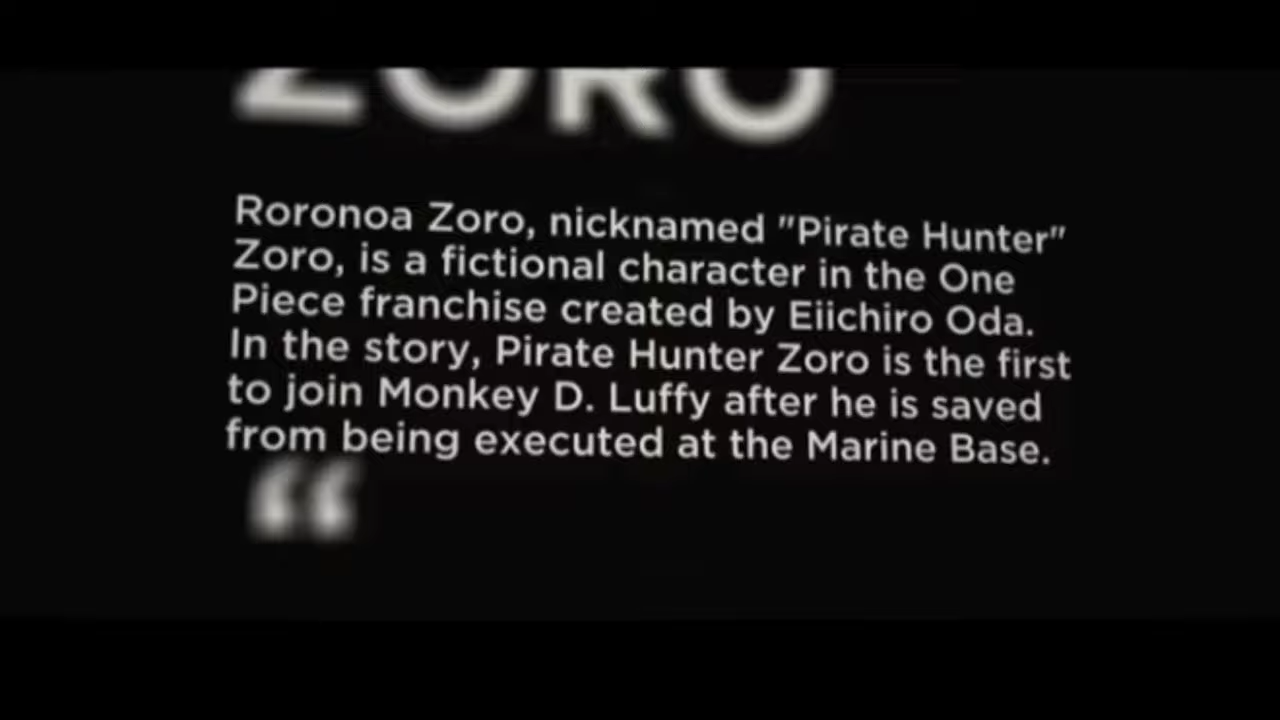 ZORO
Roronoa Zoro, nicknamed "Pirate Hunter"
Zoro, is a fictional character in the One
Piece franchise created by Eiichiro Oda.
In the story, Pirate Hunter Zoro is the first
to join Monkey D. Luffy after he is saved
from being executed at the Marine Base.
“